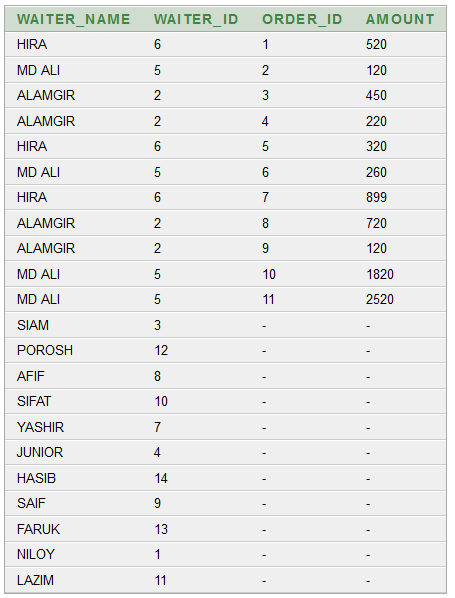 WAITER_NAME WAITER_ID ORDER_ID AMOUNT
HIRA 6 1 520
MD ALI 5 2 120
ALAMGIR 2 3 450
ALAMGIR 2 4 220
HIRA 6 5 320
MD ALI 5 6 260
HIRA 6 7 899
ALAMGIR 2 8 720
ALAMGIR 2 9 120
MD ALI 5 10 1820
MD ALI 5 11 2520
SIAM 3 - -
POROSH 12 - -
AFIF 8 - -
SIFAT 10 - -
YASHIR 7 - -
JUNIOR 4 - -
HASIB 14 - -
SAIF 9 - -
FARUK 13 - -
NILOY 1 - -
LAZIM 11 - -